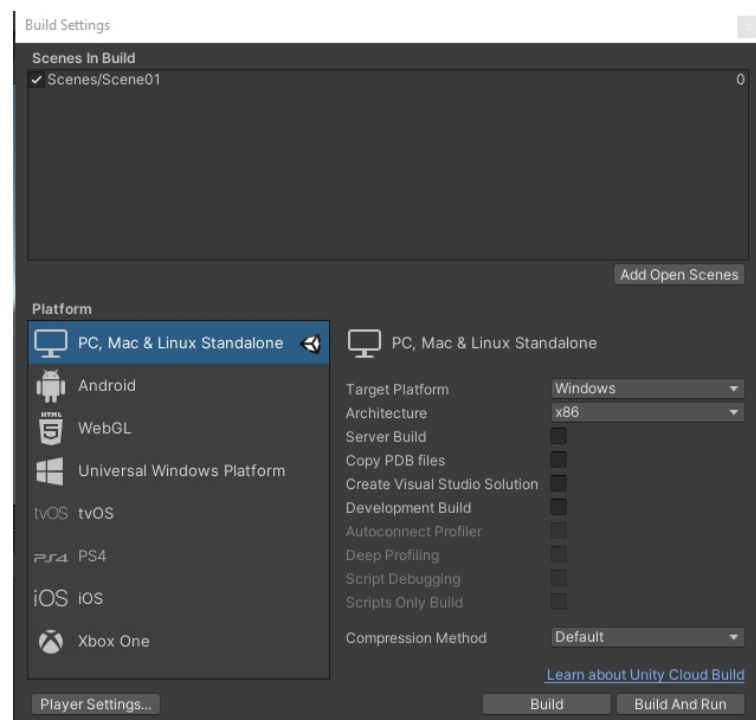 Build Settings
x
Scenes In Build
Scenes/Scene01 0
Add Open Scenes
Platform
PC, Mac & Linux Standalone
Android
HTML 5 WebGL
Universal Windows Platform
tvOS tvOS
PS4 PS4
iOS iOS
Xbox One
PC, Mac & Linux Standalone
Target Platform Windows
Architecture x86
Server Build
Copy PDB files
Create Visual Studio Solution
Development Build
Autoconnect Profiler
Deep Profiling
Script Debugging
Scripts Only Build
Compression Method Default
Learn about Unity Cloud Build
Player Settings... Build Build And Run